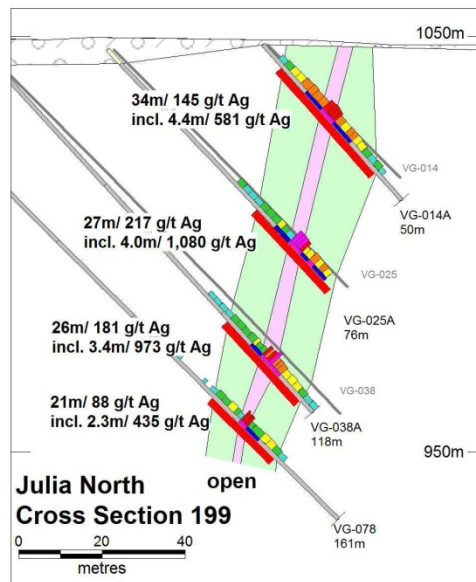 1050m
34m/ 145 g/t Ag
incl. 4.4m/ 581 g/t Ag
VG-014
VG-014A
50m
27m/ 217 g/t Ag
incl. 4.0m/ 1,080 g/t Ag
VG-025
VG-025A
76m
26m/ 181 g/t Ag
incl. 3.4m/ 973 g/t Ag
VG-038
VG-038A
118m
21m/ 88 g/t Ag
incl. 2.3m/ 435 g/t Ag
950m
open
Julia North
Cross Section 199
VG-078
161m
0 20 40
metres